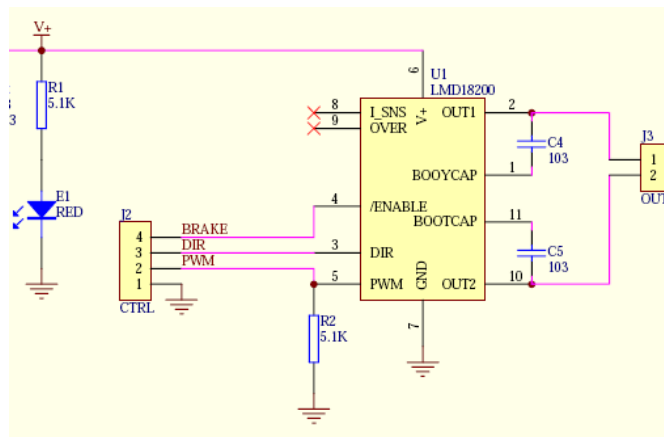 V+
R1
5.1K
3
E1
RED
J2
4
3
2
1
CTRL
BRAKE
DIR
PWM
R2
5.1K
U1
LMD18200
6
V+
8
I_SNS
9
OVER
4
/ENABLE
3
DIR
5
PWM
GND
7
OUT1
2
BOOYCAP
1
BOOTCAP
11
OUT2
10
C4
103
C5
103
J3
1
2
OUT